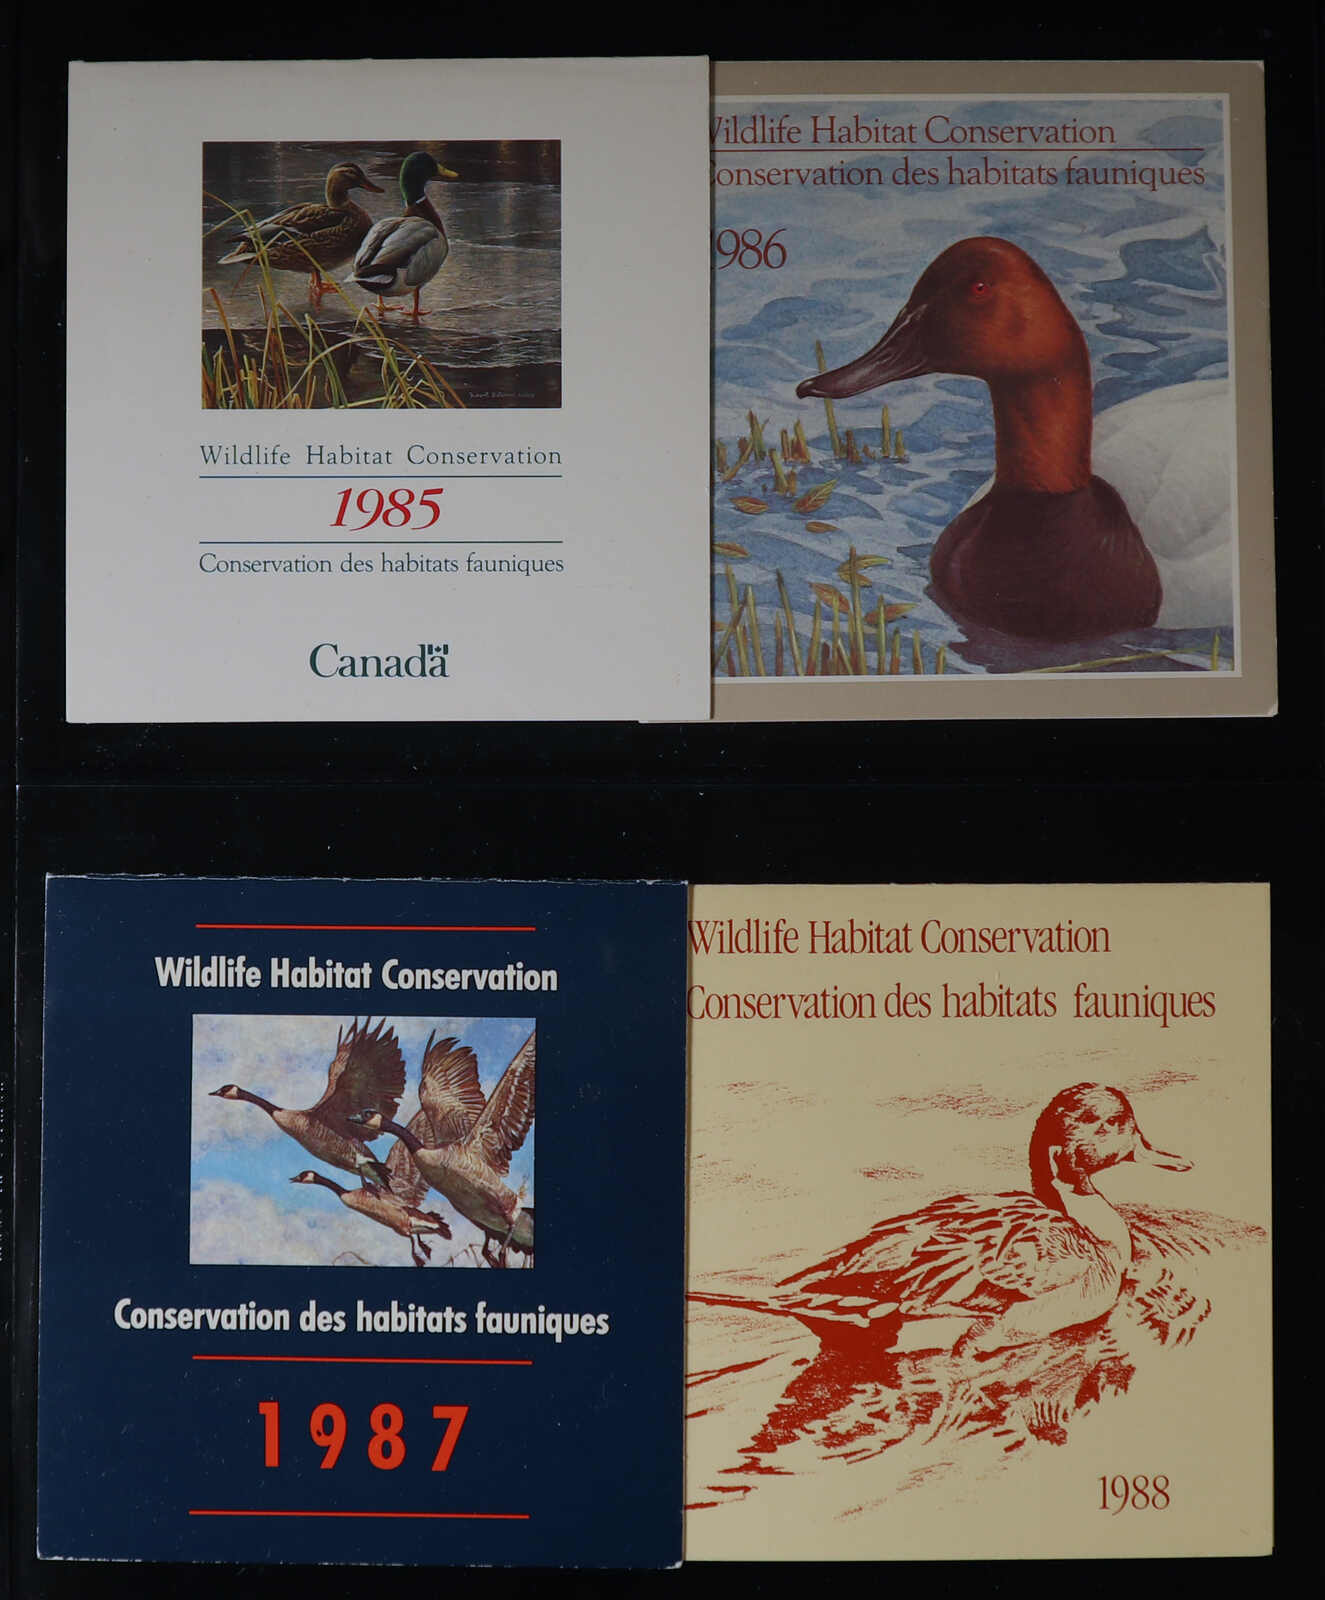 Wildlife Habitat Conservation
1985
Conservation des habitats fauniques
Canada
Wildlife Habitat Conservation
Conservation des habitats fauniques
1986
Wildlife Habitat Conservation
Conservation des habitats fauniques
1987
Wildlife Habitat Conservation
Conservation des habitats fauniques
1988